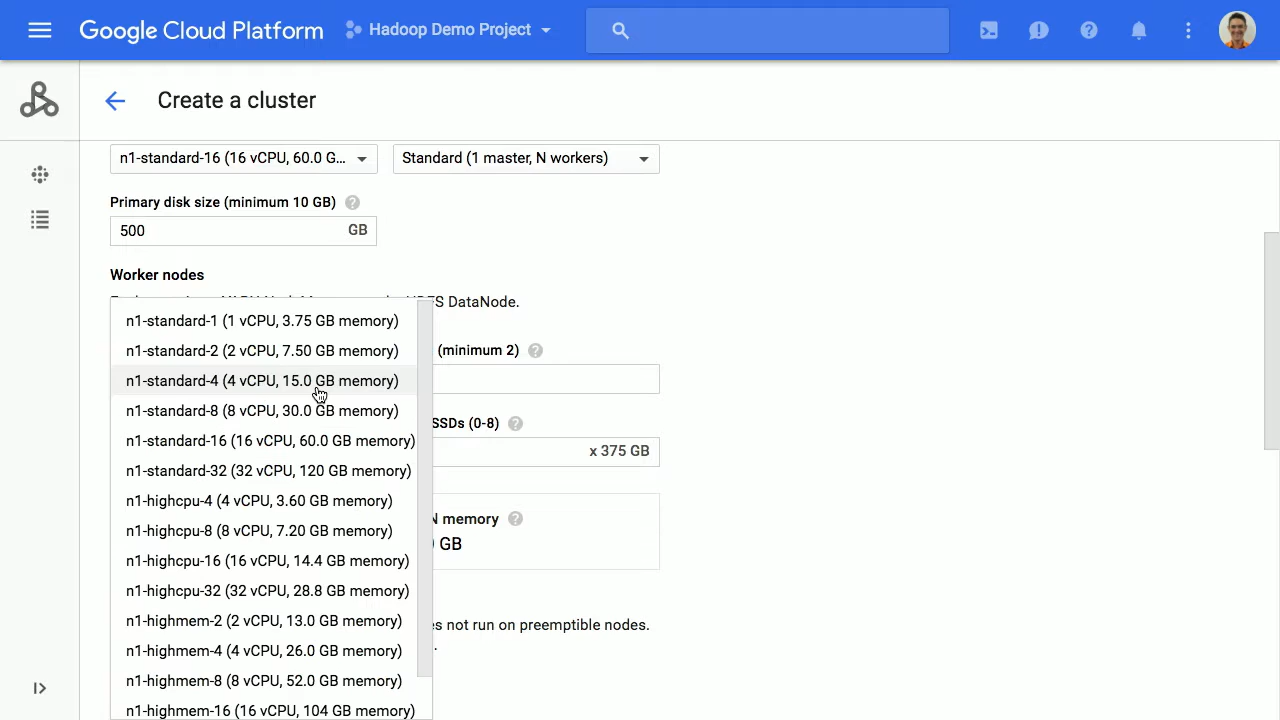 Google Cloud Platform
Hadoop Demo Project
Create a cluster
n1-standard-16 (16 vCPU, 60.0 G...
Standard (1 master, N workers)
Primary disk size (minimum 10 GB)
500 GB
Worker nodes
DataNode.
n1-standard-1 (1 vCPU, 3.75 GB memory)
n1-standard-2 (2 vCPU, 7.50 GB memory)
(minimum 2)
n1-standard-4 (4 vCPU, 15.0 GB memory)
n1-standard-8 (8 vCPU, 30.0 GB memory)
SSDs (0-8)
n1-standard-16 (16 vCPU, 60.0 GB memory)
x 375 GB
n1-standard-32 (32 vCPU, 120 GB memory)
n1-highcpu-4 (4 vCPU, 3.60 GB memory)
memory
n1-highcpu-8 (8 vCPU, 7.20 GB memory)
GB
n1-highcpu-16 (16 vCPU, 14.4 GB memory)
n1-highcpu-32 (32 vCPU, 28.8 GB memory)
n1-highmem-2 (2 vCPU, 13.0 GB memory)
not run on preemptible nodes.
n1-highmem-4 (4 vCPU, 26.0 GB memory)
n1-highmem-8 (8 vCPU, 52.0 GB memory)
n1-highmem-16 (16 vCPU, 104 GB memory)